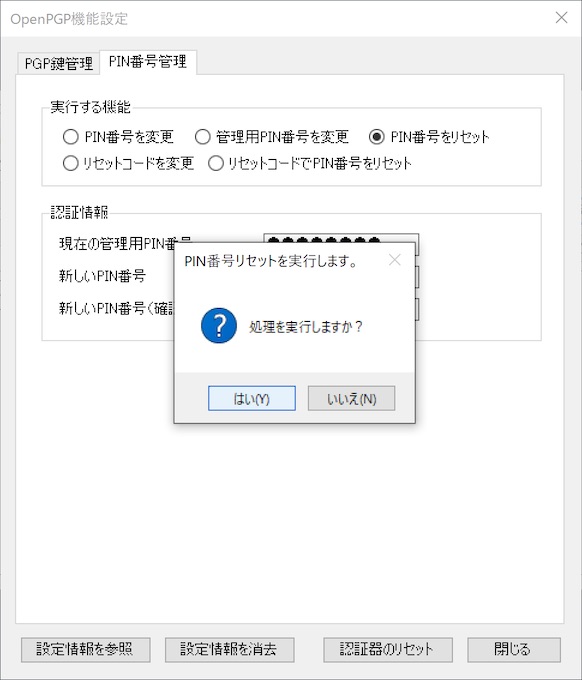 OpenPGP機能設定
PGP鍵管理 PIN番号管理
実行する機能
PIN番号を変更 管理用PIN番号を変更 PIN番号をリセット
リセットコードを変更 リセットコードでPIN番号をリセット
認証情報
現在の管理用PIN番号
新しいPIN番号
新しいPIN番号(確認
PIN番号リセットを実行します。
処理を実行しますか?
はい(Y) いいえ(N)
設定情報を参照 設定情報を消去 認証器のリセット 閉じる